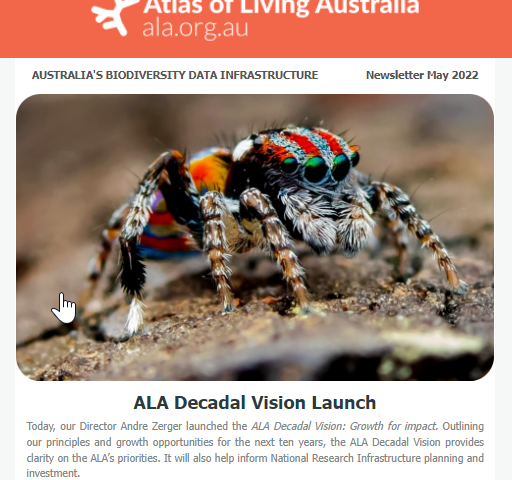 Atlas of Living Australia
ala.org.au
AUSTRALIA'S BIODIVERSITY DATA INFRASTRUCTURE
Newsletter May 2022
ALA Decadal Vision Launch
Today, our Director Andre Zerger launched the ALA Decadal Vision: Growth for impact. Outlining
our principles and growth opportunities for the next ten years, the ALA Decadal Vision provides
clarity on the ALA's priorities. It will also help inform National Research Infrastructure planning and
investment.